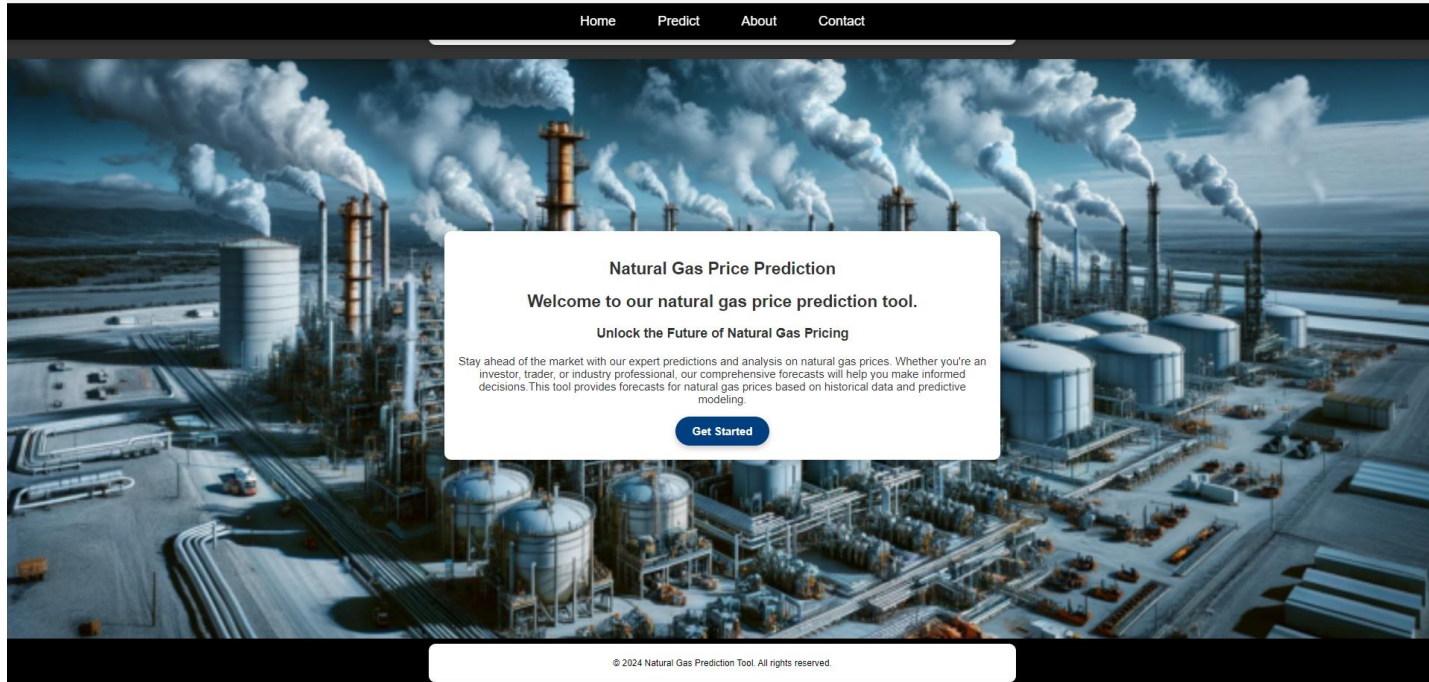 Home Predict About Contact
Natural Gas Price Prediction
Welcome to our natural gas price prediction tool.
Unlock the Future of Natural Gas Pricing
Stay ahead of the market with our expert predictions and analysis on natural gas prices. Whether you're an
investor, trader, or industry professional, our comprehensive forecasts will help you make informed
decisions.This tool provides forecasts for natural gas prices based on historical data and predictive
modeling.
Get Started
© 2024 Natural Gas Prediction Tool. All rights reserved.